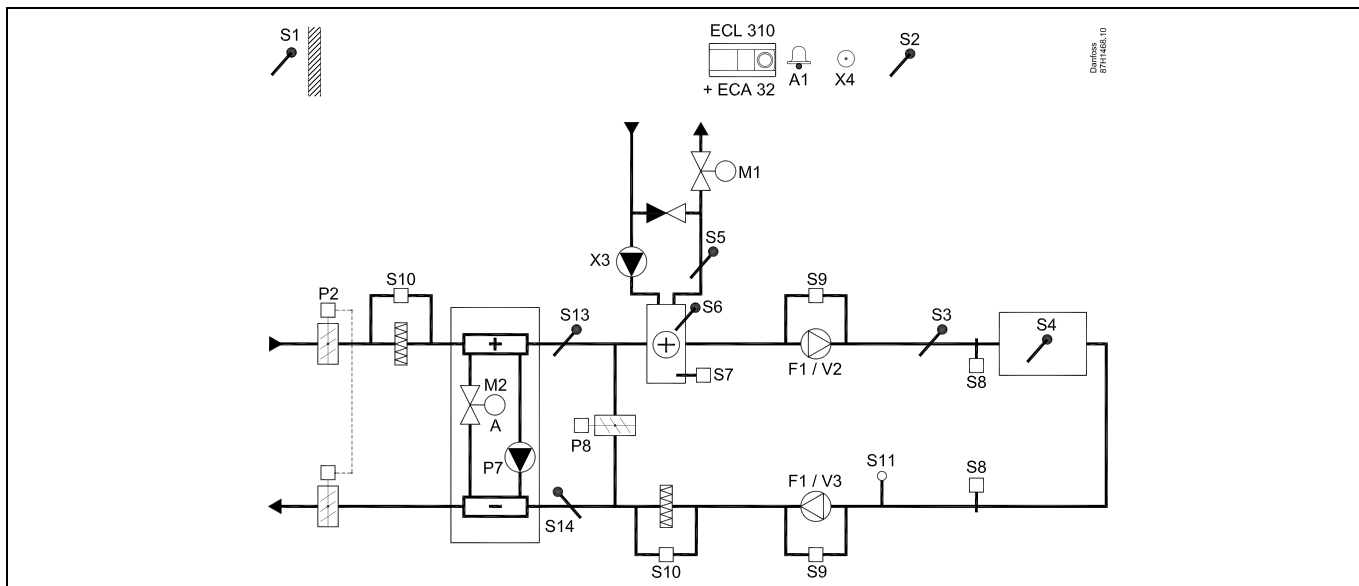 S1
ECL 310
+ ECA 32
A1
X4
S2
Danfoss
87H1468.10
M1
X3
S5
P2
S10
S13
S6
S9
S3
S4
+
+
S7
F1 / V2
S8
M2
A
P8
P7
S11
F1 / V3
S8
-
S14
S10
S9